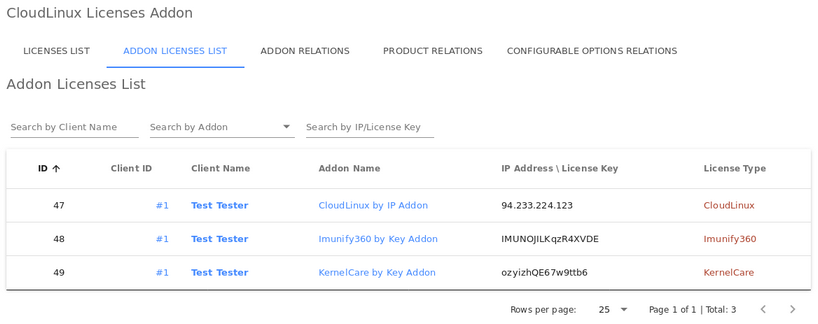 CloudLinux Licenses Addon
LICENSES LIST ADDON LICENSES LIST ADDON RELATIONS PRODUCT RELATIONS CONFIGURABLE OPTIONS RELATIONS
Addon Licenses List
Search by Client Name Search by Addon Search by IP/License Key
ID Client ID Client Name Addon Name IP Address \ License Key License Type
47 #1 Test Tester CloudLinux by IP Addon 94.233.224.123 CloudLinux
48 #1 Test Tester Imunify360 by Key Addon IMUNOJILKqzR4XVDE Imunify360
49 #1 Test Tester KernelCare by Key Addon ozyizhQE67w9ttb6 KernelCare
Rows per page: 25 Page 1 of 1 | Total: 3